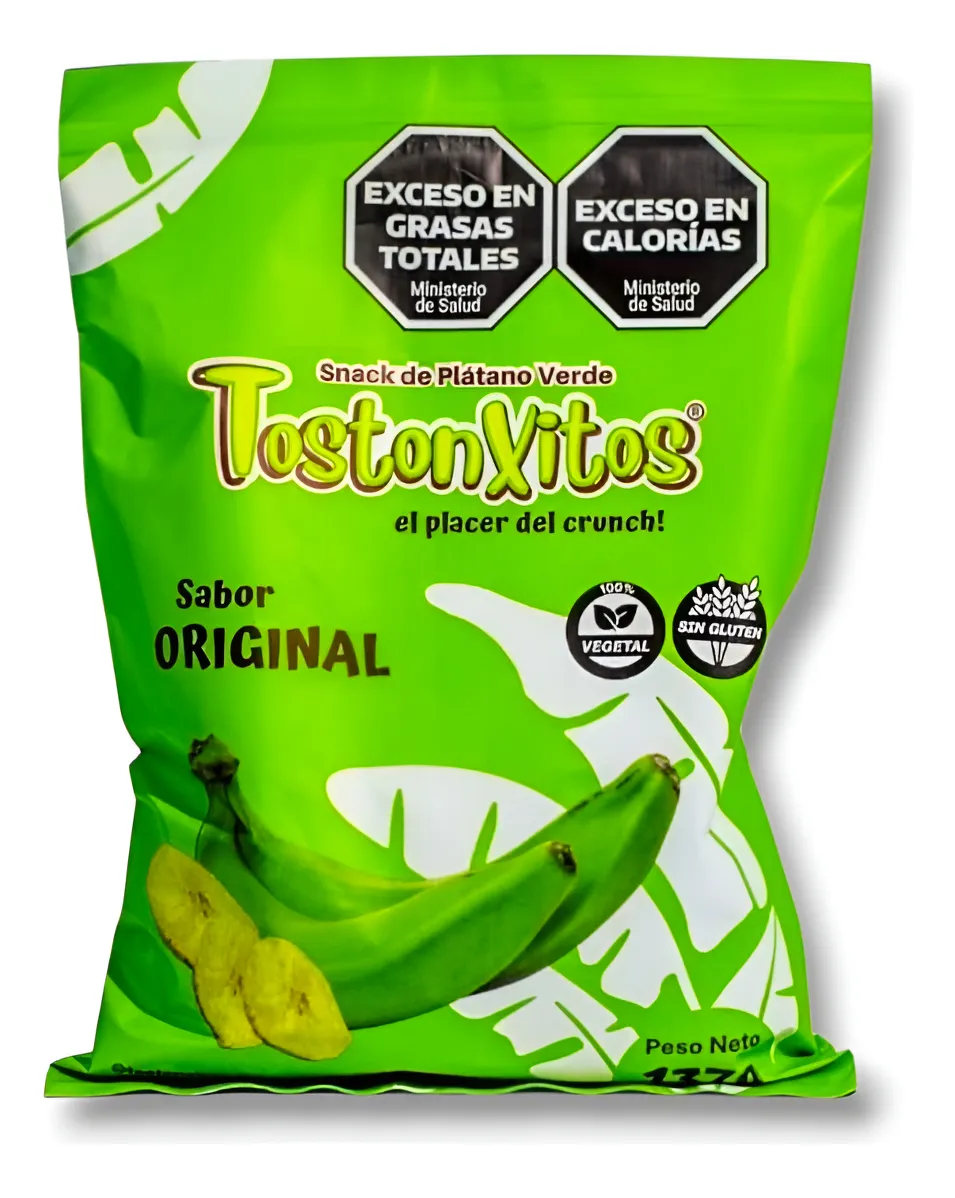 EXCESO EN
GRASAS
TOTALES
Ministerio
de Salud
EXCESO EN
CALORÍAS
Ministerio
de Salud
Snack de Plátano Verde
TostonXitos®
el placer del crunch!
Sabor
ORIGINAL
100%
VEGETAL
SIN GLUTEN
Peso Neto